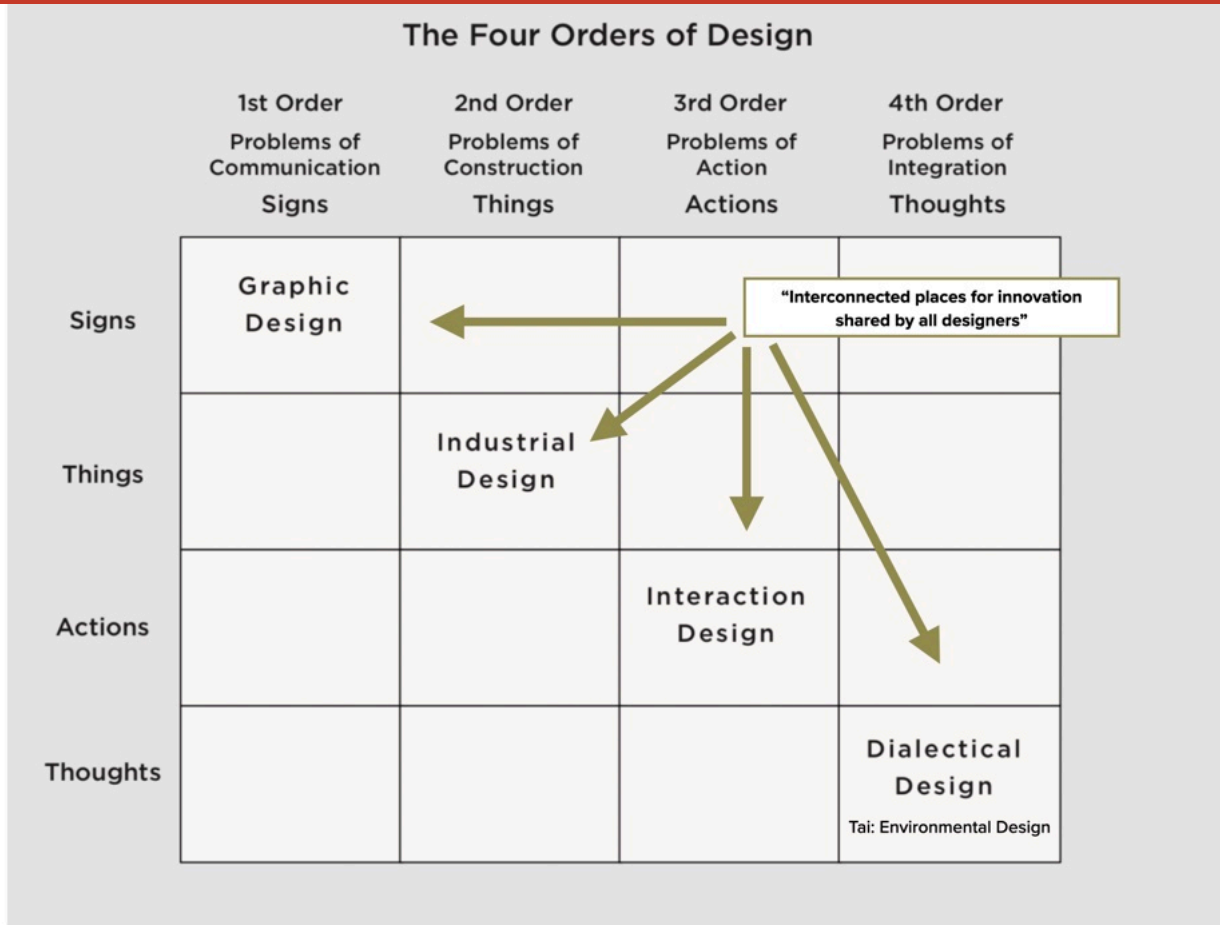 The Four Orders of Design
1st Order
Problems of
Communication
Signs
2nd Order
Problems of
Construction
Things
3rd Order
Problems of
Action
Actions
4th Order
Problems of
Integration
Thoughts
Signs
Graphic
Design
“Interconnected places for innovation
shared by all designers”
Things
Industrial
Design
Actions
Interaction
Design
Thoughts
Dialectical
Design
Tai: Environmental Design